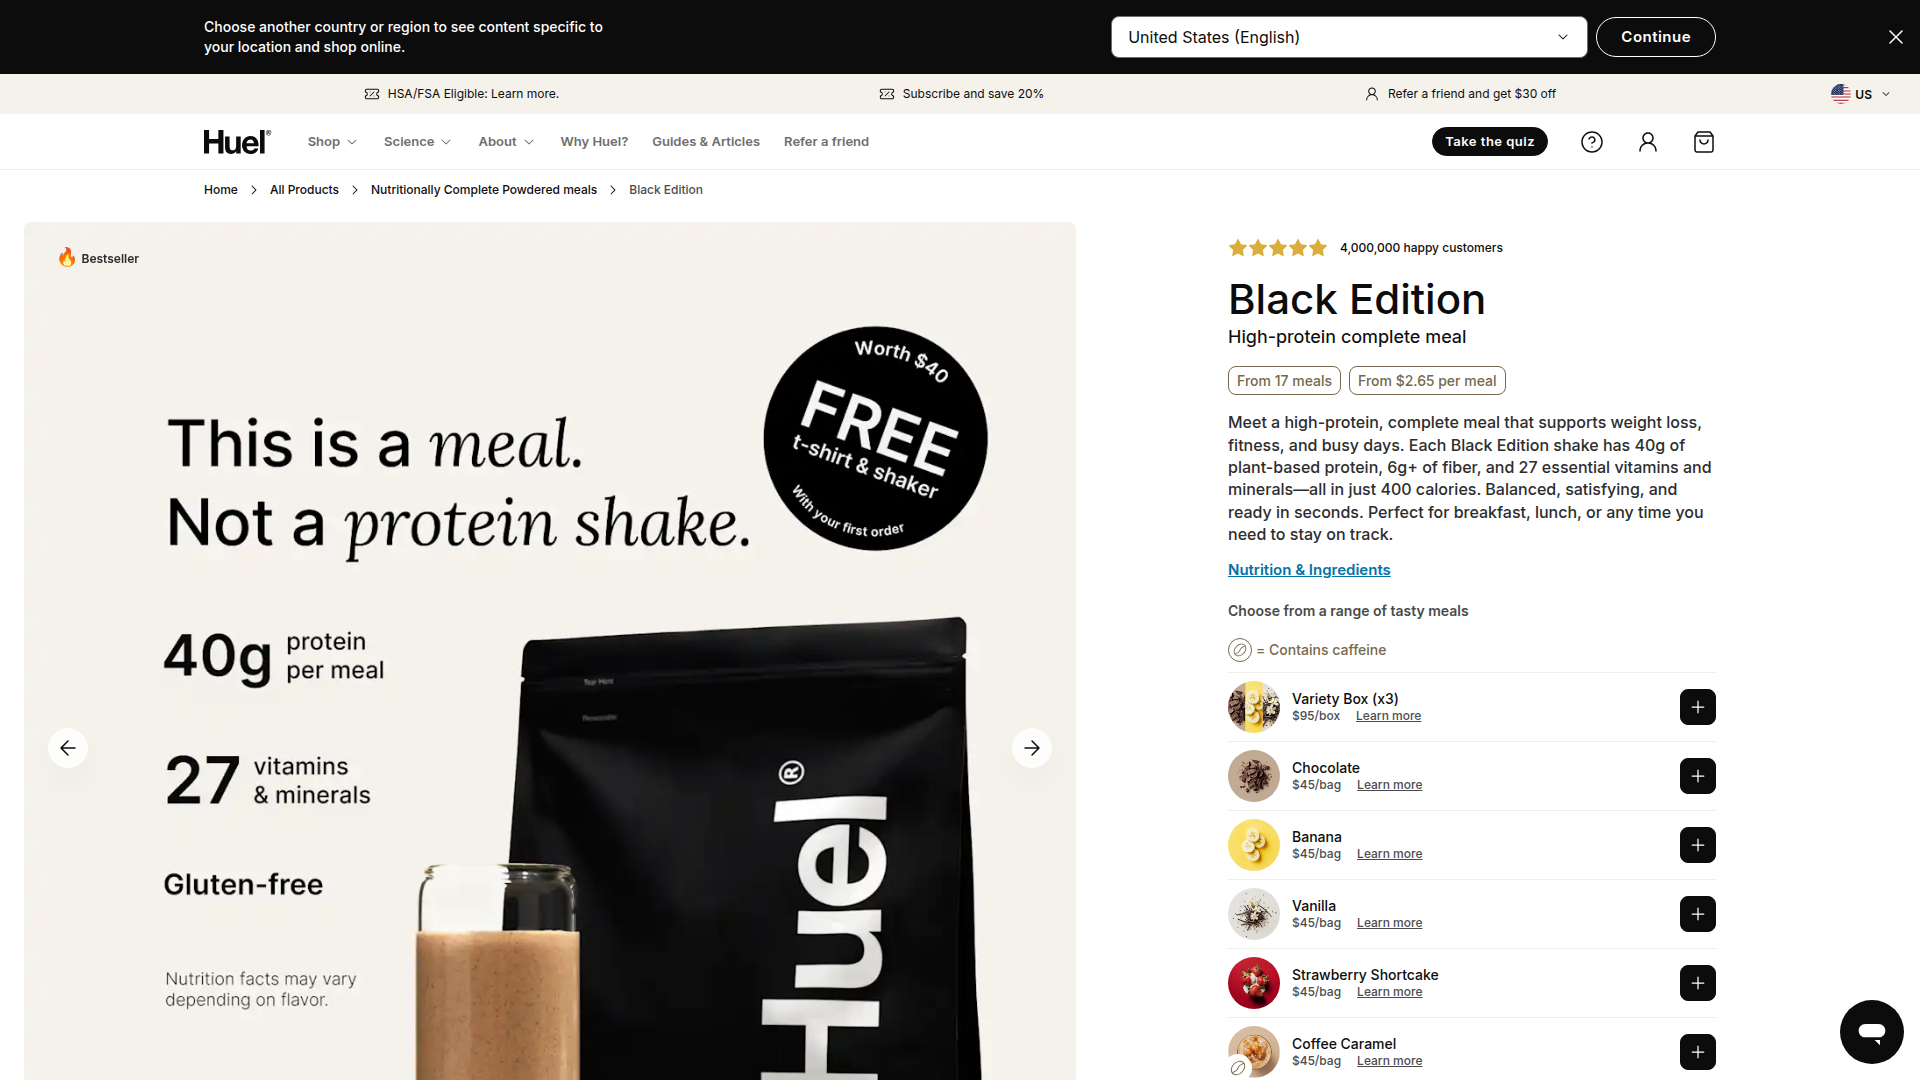 Choose another country or region to see content specific to
your location and shop online.
United States (English)
Continue
HSA/FSA Eligible: Learn more.
Subscribe and save 20%
Refer a friend and get $30 off
US
Huel®
Shop
Science
About
Why Huel?
Guides & Articles
Refer a friend
Take the quiz
Home
All Products
Nutritionally Complete Powdered meals
Black Edition
Bestseller
This is a meal.
Not a protein shake.
Worth $40
FREE
t-shirt & shaker
With your first order
40g protein
per meal
27 vitamins
& minerals
Gluten-free
Nutrition facts may vary
depending on flavor.
Tear Here
Resealable
Huel®
4,000,000 happy customers
Black Edition
High-protein complete meal
From 17 meals
From $2.65 per meal
Meet a high-protein, complete meal that supports weight loss,
fitness, and busy days. Each Black Edition shake has 40g of
plant-based protein, 6g+ of fiber, and 27 essential vitamins and
minerals—all in just 400 calories. Balanced, satisfying, and
ready in seconds. Perfect for breakfast, lunch, or any time you
need to stay on track.
Nutrition & Ingredients
Choose from a range of tasty meals
= Contains caffeine
Variety Box (x3)
$95/box Learn more
Chocolate
$45/bag Learn more
Banana
$45/bag Learn more
Vanilla
$45/bag Learn more
Strawberry Shortcake
$45/bag Learn more
Coffee Caramel
$45/bag Learn more